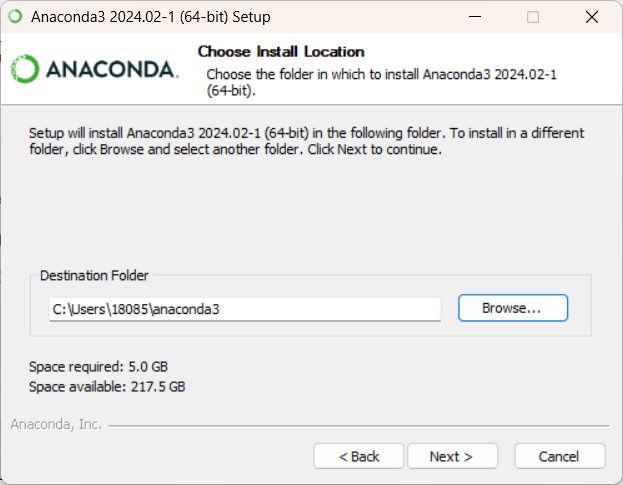 Anaconda3 2024.02-1 (64-bit) Setup
ANACONDA.
Choose Install Location
Choose the folder in which to install Anaconda3 2024.02-1
(64-bit).
Setup will install Anaconda3 2024.02-1 (64-bit) in the following folder. To install in a different
folder, click Browse and select another folder. Click Next to continue.
Destination Folder
C:\Users\18085\anaconda3
Browse...
Space required: 5.0 GB
Space available: 217.5 GB
Anaconda, Inc.
< Back
Next >
Cancel